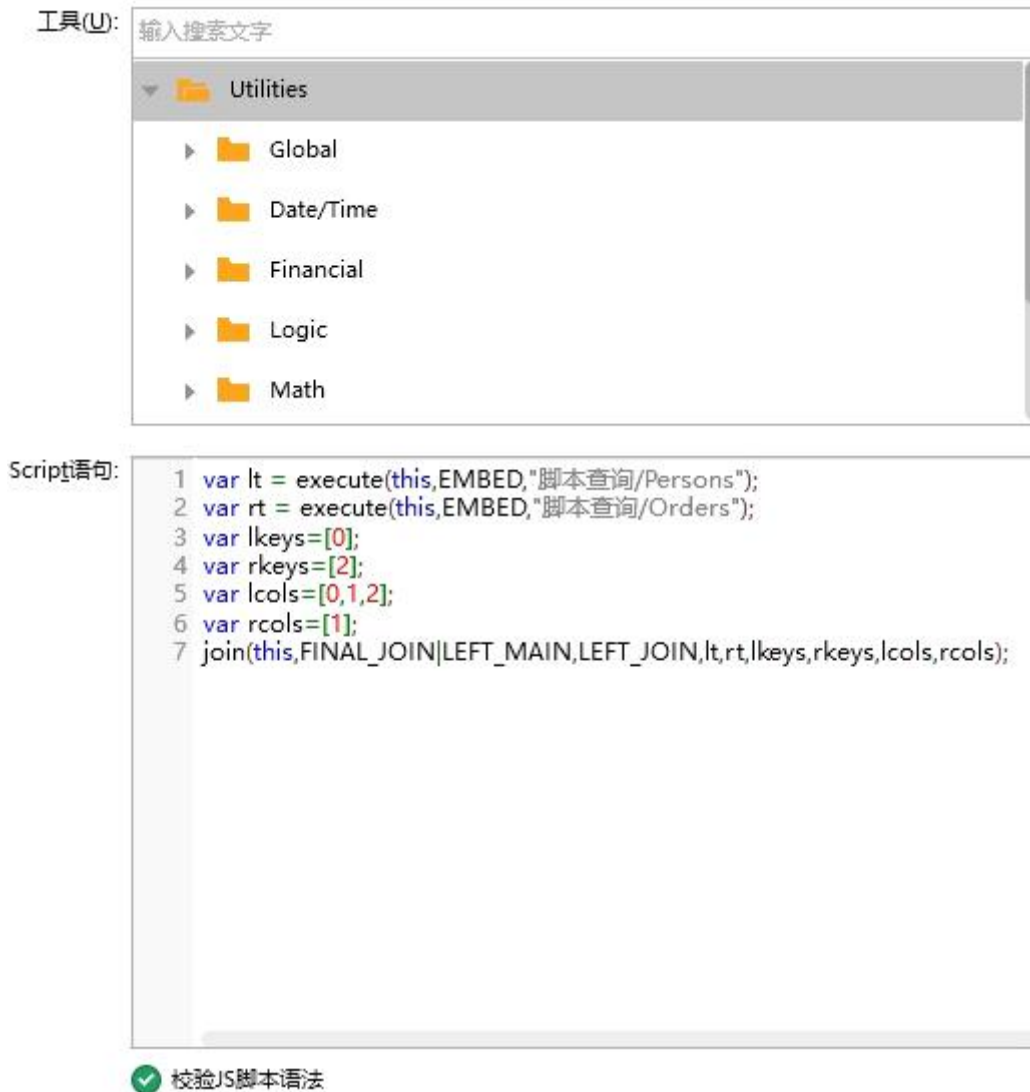 工具(U):
输入搜索文字
Utilities
Global
Date/Time
Financial
Logic
Math
Script语句:
1 var lt = execute(this,EMBED,"脚本查询/Persons");
2 var rt = execute(this,EMBED,"脚本查询/Orders");
3 var lkeys=[0];
4 var rkeys=[2];
5 var lcols=[0,1,2];
6 var rcols=[1];
7 join(this,FINAL_JOIN|LEFT_MAIN,LEFT_JOIN,lt,rt,lkeys,rkeys,lcols,rcols);
校验JS脚本语法